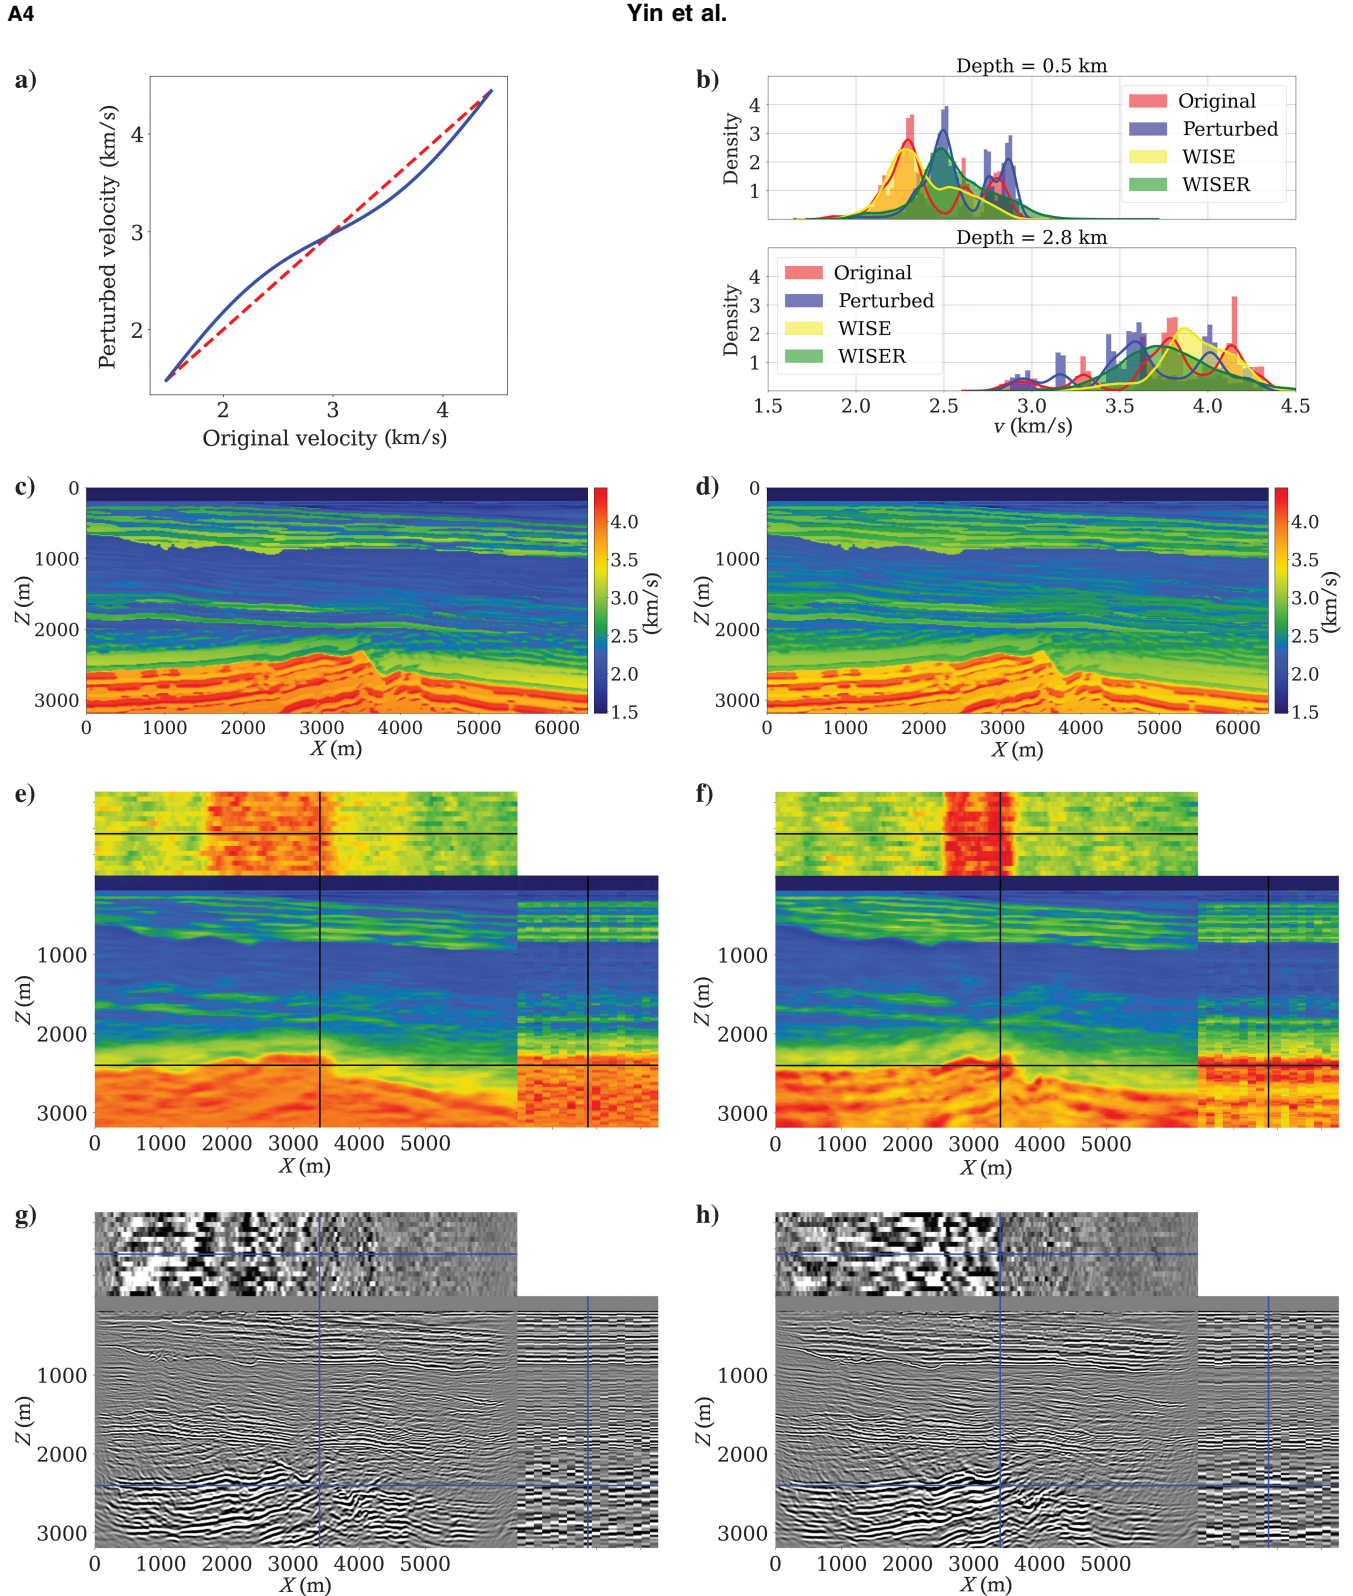 A4
Yin et al.
a)
Perturbed velocity (km/s)
4
3
2
2 3 4
Original velocity (km/s)
b)
Depth = 0.5 km
Density
4
3
2
1
Original
Perturbed
WISE
WISER
Depth = 2.8 km
Density
4
3
2
1
Original
Perturbed
WISE
WISER
1.5 2.0 2.5 3.0 3.5 4.0 4.5
v (km/s)
c)
Z (m)
0
1000
2000
3000
0 1000 2000 3000 4000 5000 6000
X (m)
4.0
3.5
3.0
2.5
2.0
1.5
(km/s)
d)
Z (m)
0
1000
2000
3000
0 1000 2000 3000 4000 5000 6000
X (m)
4.0
3.5
3.0
2.5
2.0
1.5
(km/s)
e)
Z (m)
1000
2000
3000
0 1000 2000 3000 4000 5000
X (m)
f)
Z (m)
1000
2000
3000
0 1000 2000 3000 4000 5000
X (m)
g)
Z (m)
1000
2000
3000
0 1000 2000 3000 4000 5000
X (m)
h)
Z (m)
1000
2000
3000
0 1000 2000 3000 4000 5000
X (m)